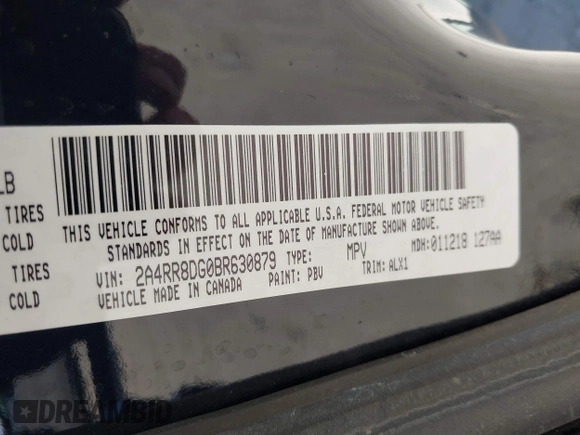 LB
TIRES
COLD
TIRES
COLD
THIS VEHICLE CONFORMS TO ALL APPLICABLE U.S.A. FEDERAL MOTOR VEHICLE SAFETY
STANDARDS IN EFFECT ON THE DATE OF MANUFACTURE SHOWN ABOVE.
VIN: 2A4RR8DG0BR630879 TYPE: MPV MDH: 011218 127AA
VEHICLE MADE IN CANADA PAINT: PBV TRIM: ALX1
DREAMBID